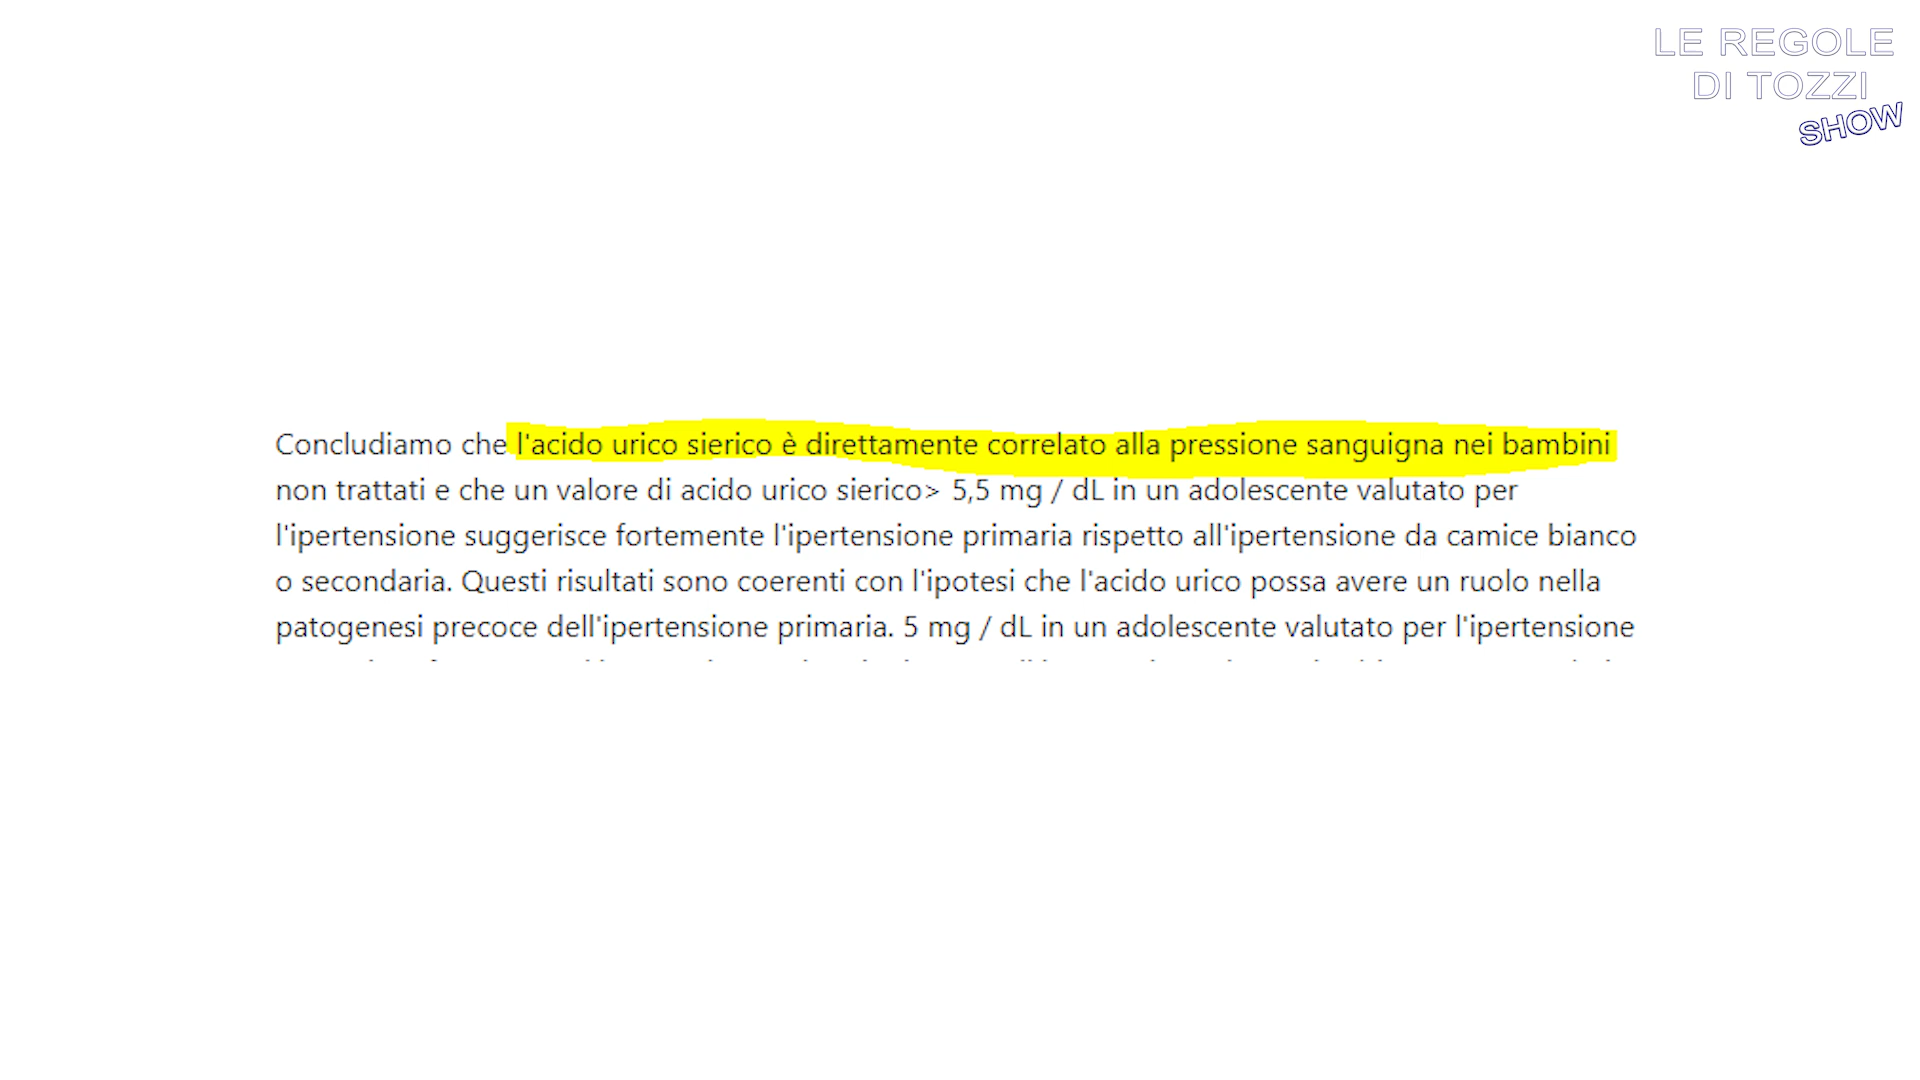 LE REGOLE
DI TOZZI
SHOW
Concludiamo che l'acido urico sierico è direttamente correlato alla pressione sanguigna nei bambini
non trattati e che un valore di acido urico sierico> 5,5 mg / dL in un adolescente valutato per
l'ipertensione suggerisce fortemente l'ipertensione primaria rispetto all'ipertensione da camice bianco
o secondaria. Questi risultati sono coerenti con l'ipotesi che l'acido urico possa avere un ruolo nella
patogenesi precoce dell'ipertensione primaria. 5 mg / dL in un adolescente valutato per l'ipertensione